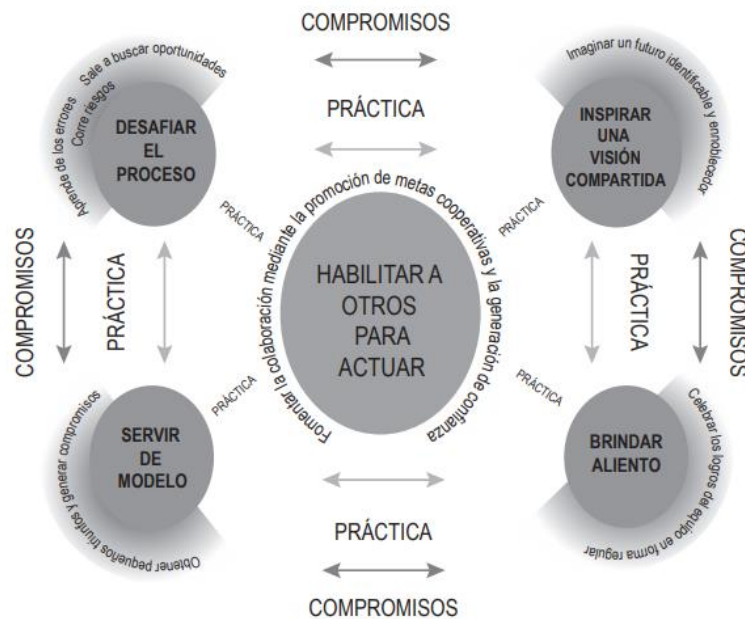 COMPROMISOS
PRÁCTICA
Sale a buscar oportunidades
Corre riesgos
Aprende de los errores
DESAFIAR
EL
PROCESO
Imaginar un futuro identificable y ennoblecedor
INSPIRAR
UNA
VISIÓN
COMPARTIDA
PRÁCTICA
PRÁCTICA
Fomentar la colaboración mediante la promoción de metas cooperativas y la generación de confianza
HABILITAR A
OTROS
PARA
ACTUAR
COMPROMISOS
PRÁCTICA
PRÁCTICA
COMPROMISOS
PRÁCTICA
PRÁCTICA
SERVIR
DE
MODELO
Obtener pequeños triunfos y generar compromisos
BRINDAR
ALIENTO
Celebrar los logros del equipo en forma regular
PRÁCTICA
COMPROMISOS